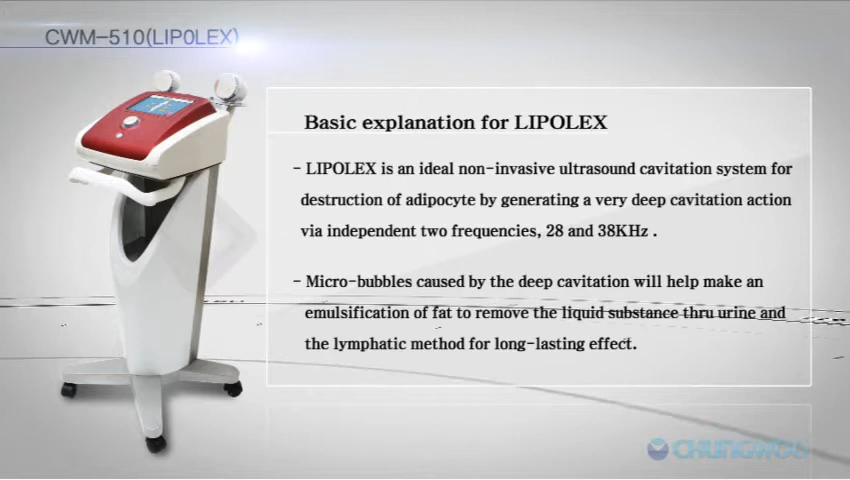 CWM-510(LIPOLEX)
Basic explanation for LIPOLEX
- LIPOLEX is an ideal non-invasive ultrasound cavitation system for
destruction of adipocyte by generating a very deep cavitation action
via independent two frequencies, 28 and 38KHz .
- Micro-bubbles caused by the deep cavitation will help make an
emulsification of fat to remove the liquid substance thru urine and
the lymphatic method for long-lasting effect.
CHUNGWOO